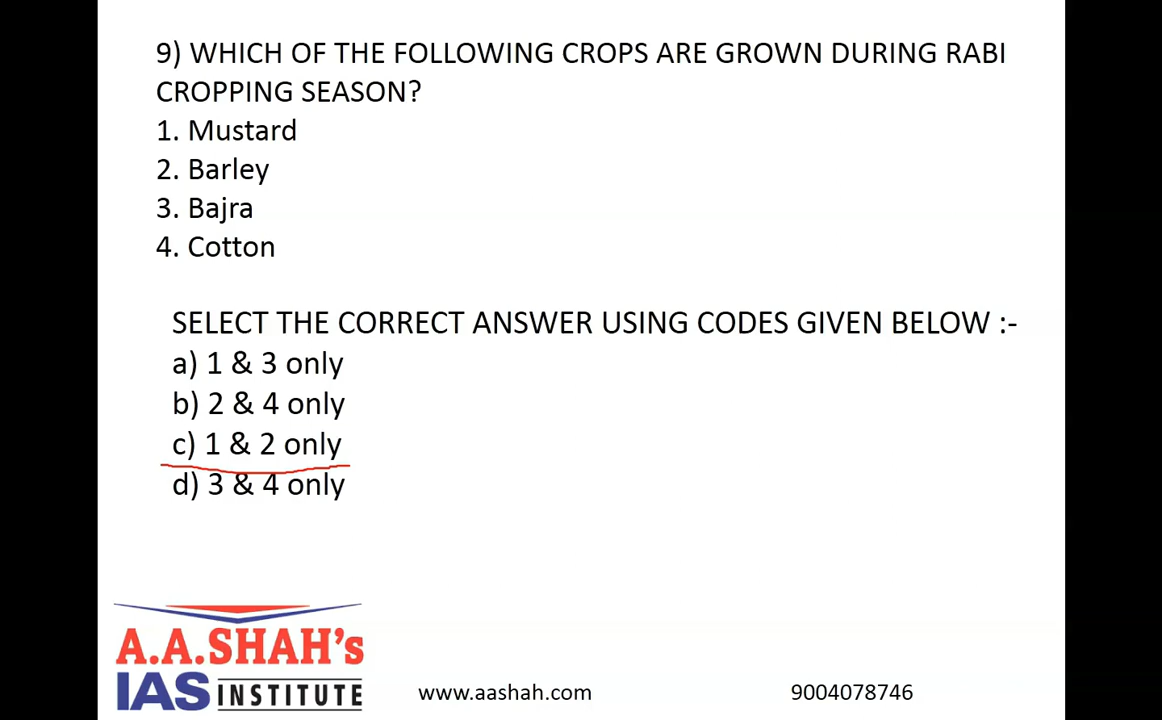 9) WHICH OF THE FOLLOWING CROPS ARE GROWN DURING RABI
CROPPING SEASON?
1. Mustard
2. Barley
3. Bajra
4. Cotton
SELECT THE CORRECT ANSWER USING CODES GIVEN BELOW :-
a) 1 & 3 only
b) 2 & 4 only
c) 1 & 2 only
d) 3 & 4 only
A.A.SHAH's
IAS INSTITUTE
www.aashah.com
9004078746